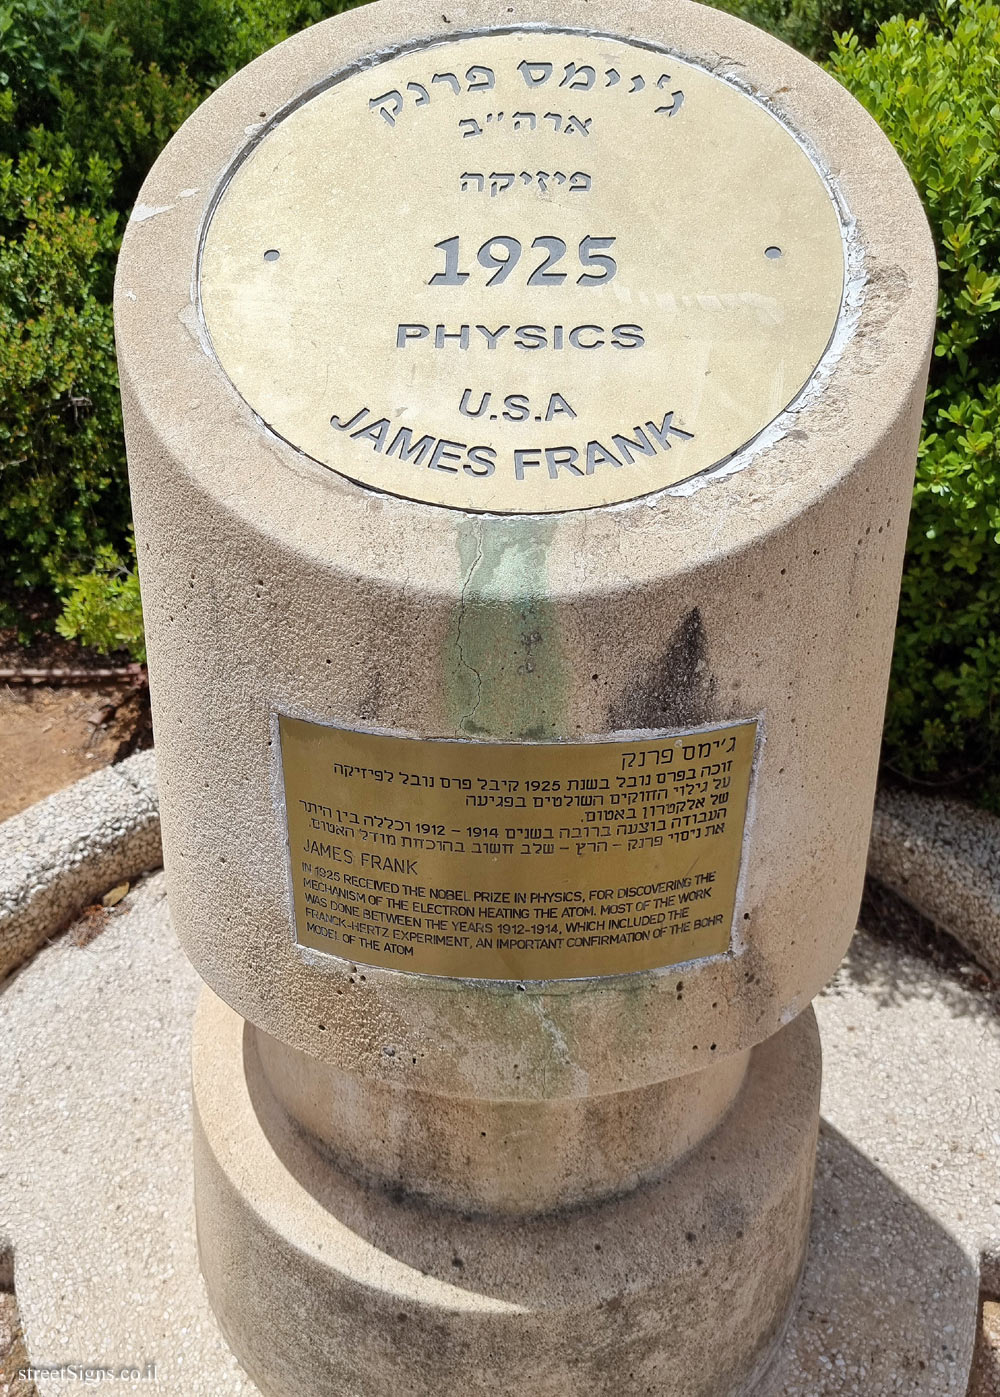 ג'יימס פרנק
ארה"ב
פיזיקה
1925
PHYSICS
U.S.A
JAMES FRANK
ג'ימס פרנק
זוכה בפרס נובל בשנת 1925 קיבל פרס נובל לפיזיקה
על גילוי החוקים השולטים בפגיעה
של אלקטרון באטום.
העבודה בוצעה ברובה בשנים 1914 - 1912 וכללה בין היתר
את ניסוי פרנק - הרץ - שלב חשוב בהוכחת מודל האטום.
JAMES FRANK
IN 1925 RECEIVED THE NOBEL PRIZE IN PHYSICS, FOR DISCOVERING THE
MECHANISM OF THE ELECTRON HEATING THE ATOM. MOST OF THE WORK
WAS DONE BETWEEN THE YEARS 1912-1914, WHICH INCLUDED THE
FRANCK-HERTZ EXPERIMENT, AN IMPORTANT CONFIRMATION OF THE BOHR
MODEL OF THE ATOM
streetSigns.co.il